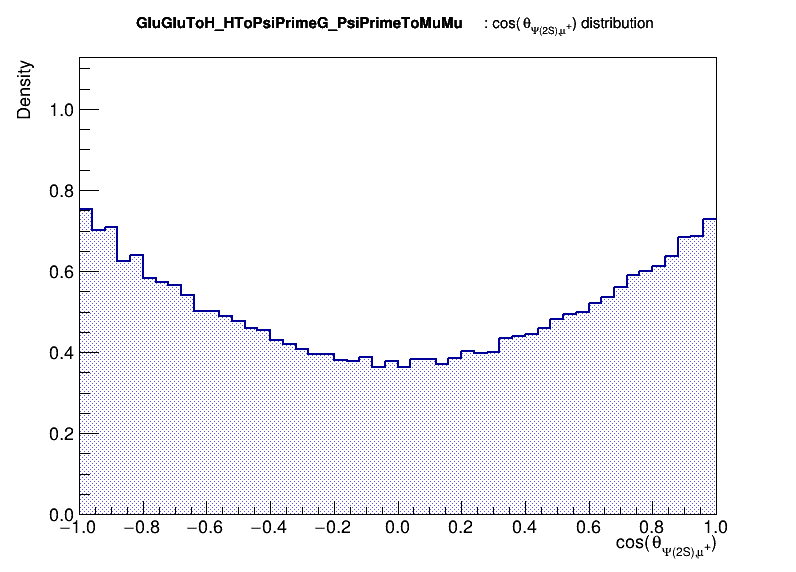 GluGluToH_HToPsiPrimeG_PsiPrimeToMuMu : cos(θΨ(2S),μ⁺) distribution
Density
1.0
0.8
0.6
0.4
0.2
0.0
−1.0 −0.8 −0.6 −0.4 −0.2 0.0 0.2 0.4 0.6 0.8 1.0
cos(θΨ(2S),μ⁺)